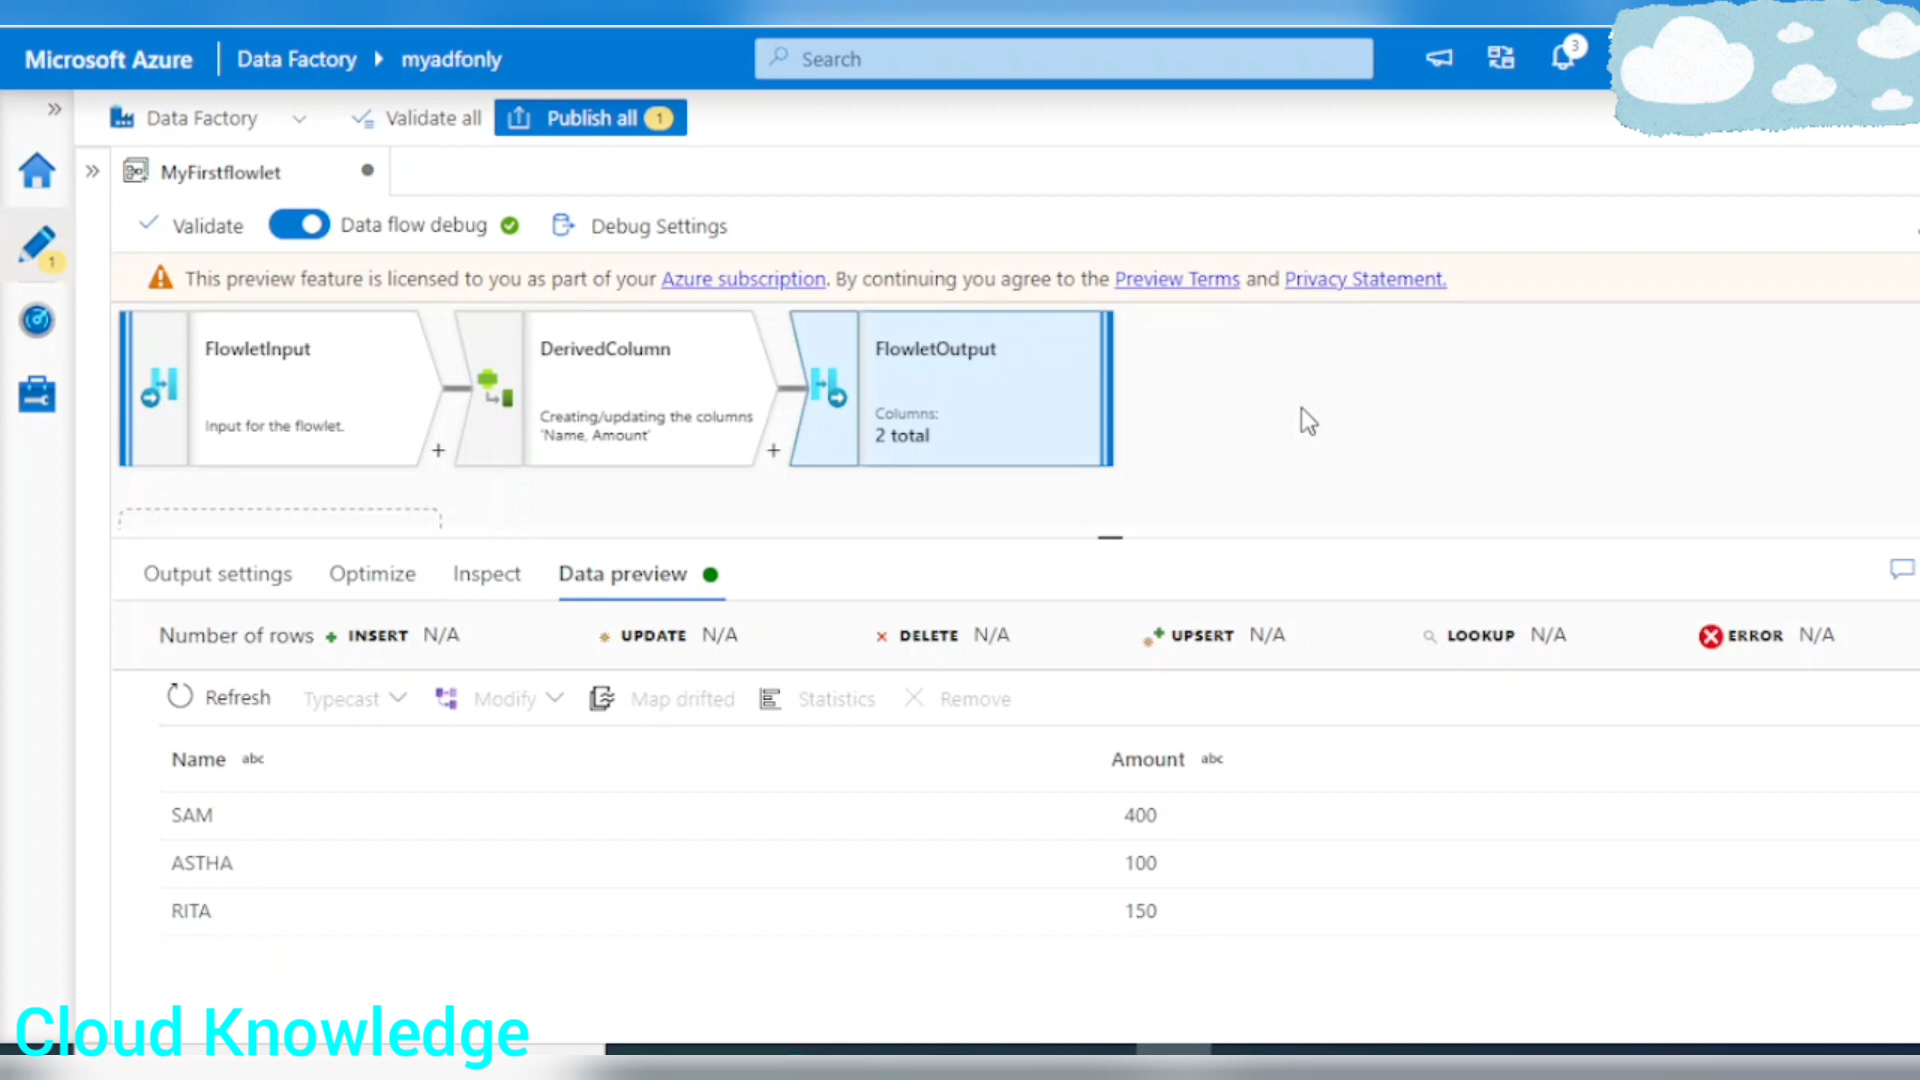 Microsoft Azure Data Factory myadfonly Search 3
Data Factory Validate all Publish all 1
MyFirstflowlet
Validate Data flow debug Debug Settings
1
This preview feature is licensed to you as part of your Azure subscription. By continuing you agree to the Preview Terms and Privacy Statement.
FlowletInput
Input for the flowlet.
+
DerivedColumn
Creating/updating the columns
'Name, Amount'
+
FlowletOutput
Columns:
2 total
Output settings Optimize Inspect Data preview
Number of rows INSERT N/A UPDATE N/A DELETE N/A UPSERT N/A LOOKUP N/A ERROR N/A
Refresh Typecast Modify Map drifted Statistics Remove
Name abc Amount abc
SAM 400
ASTHA 100
RITA 150
Cloud Knowledge